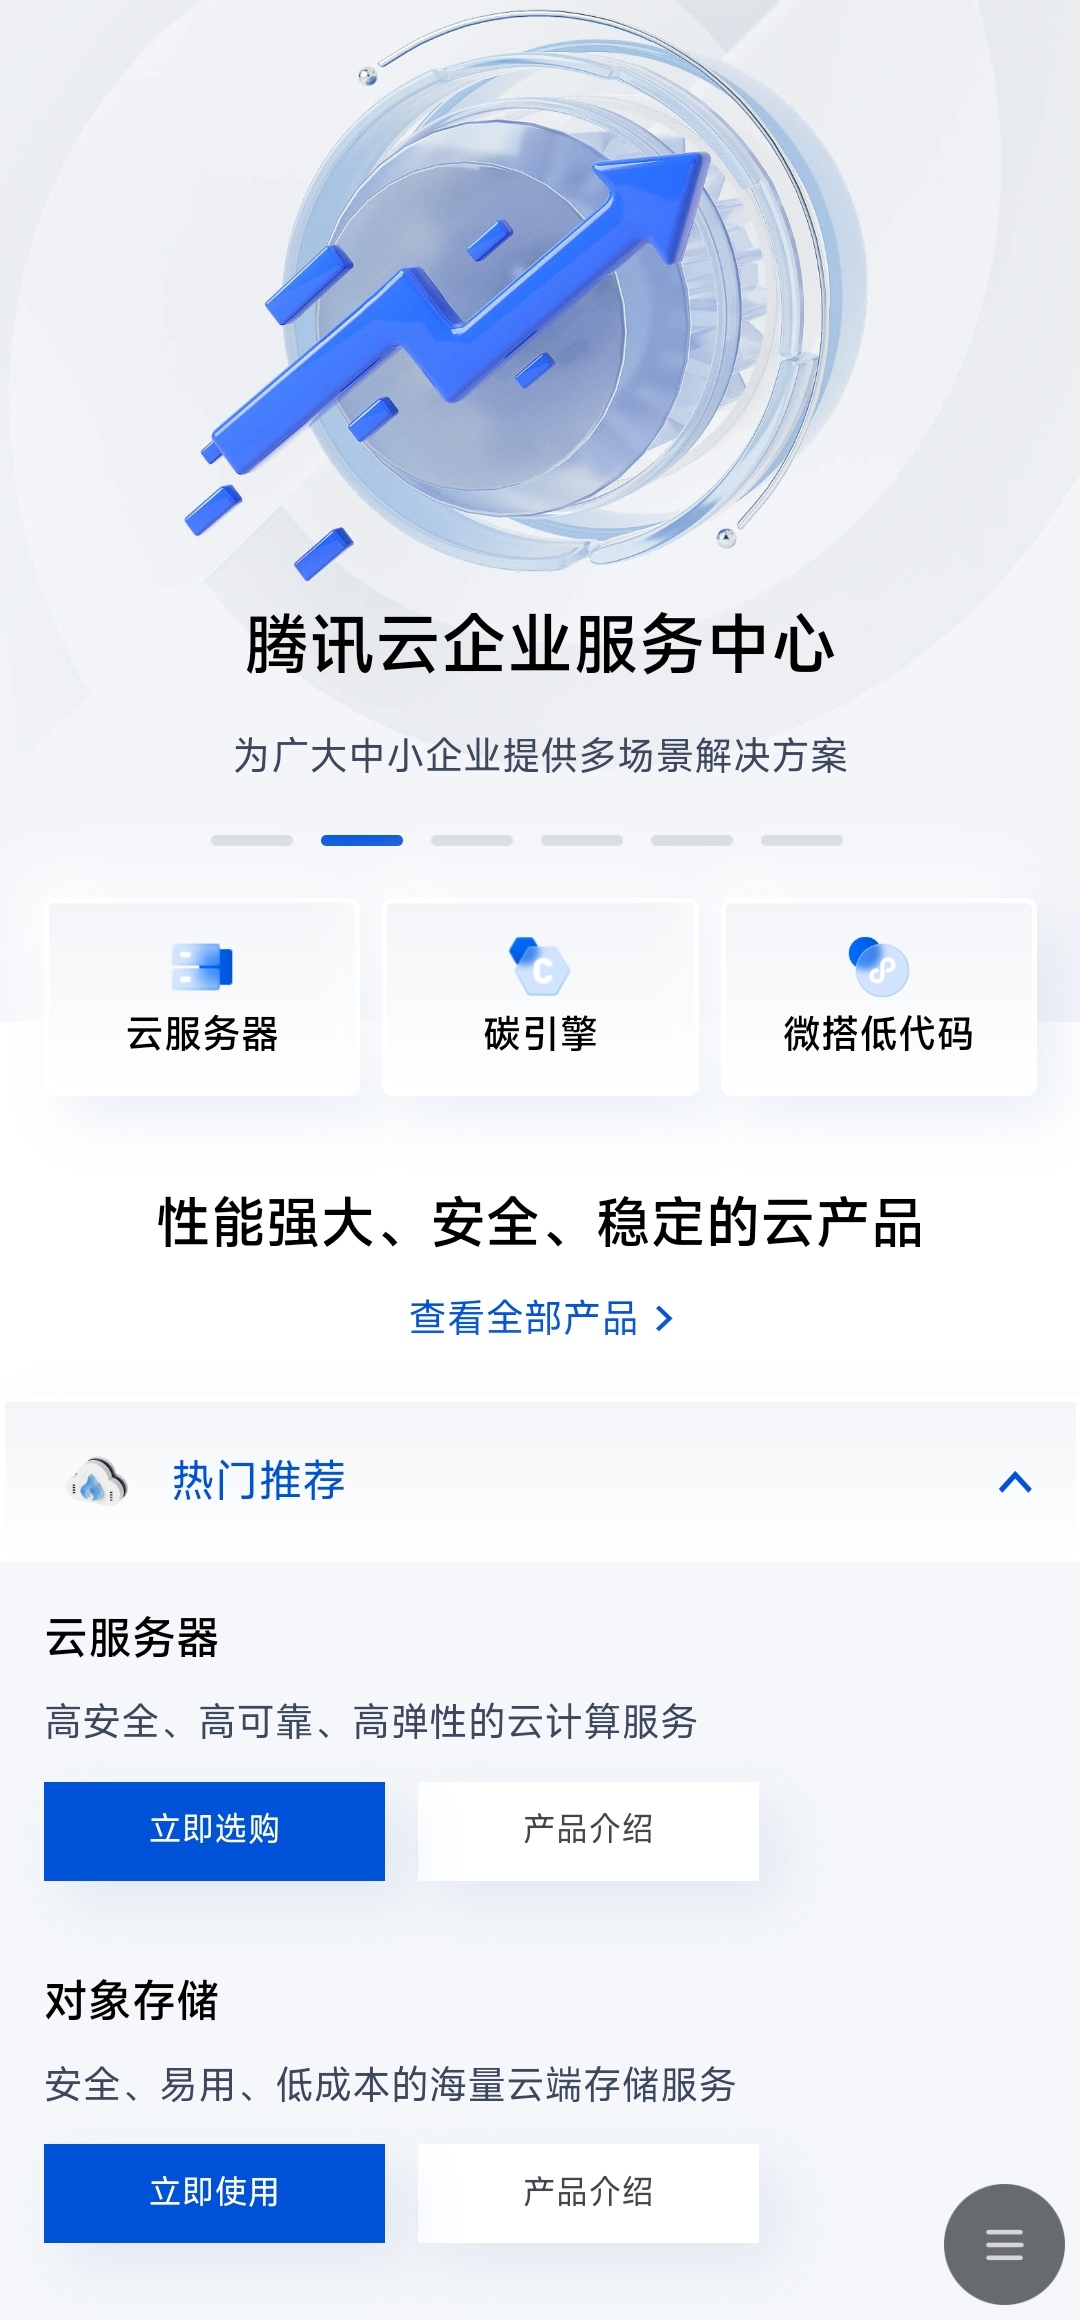 腾讯云企业服务中心
为广大中小企业提供多场景解决方案
云服务器
碳引擎
微搭低代码
性能强大、安全、稳定的云产品
查看全部产品
热门推荐
云服务器
高安全、高可靠、高弹性的云计算服务
立即选购
产品介绍
对象存储
安全、易用、低成本的海量云端存储服务
立即使用
产品介绍